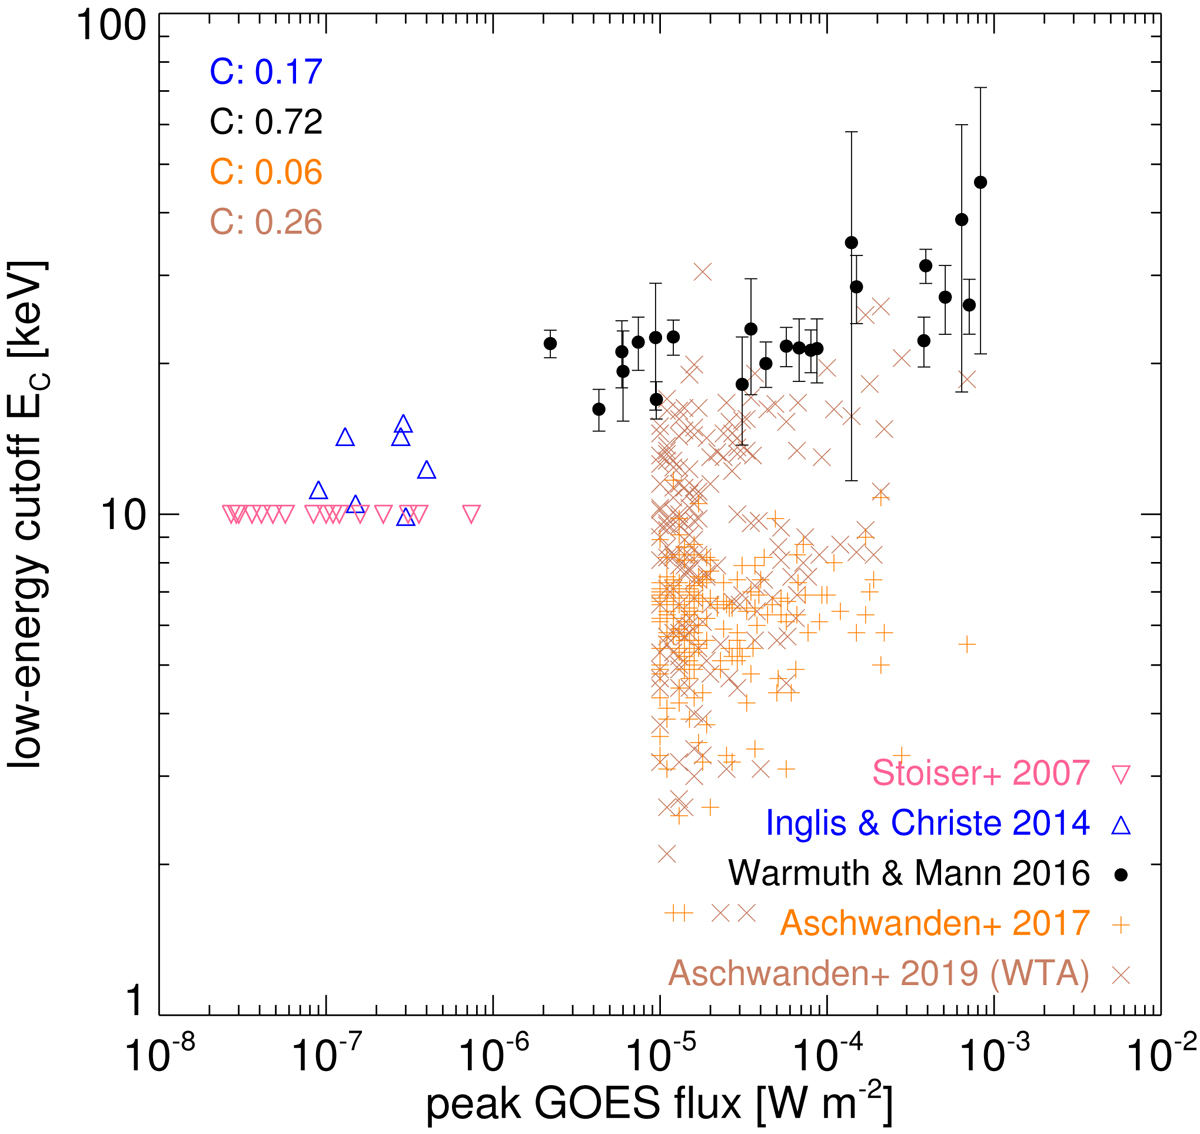 100
C: 0.17
C: 0.72
C: 0.06
C: 0.26
low-energy cutoff E_C [keV]
10
Stoiser+ 2007
Inglis & Christe 2014
Warmuth & Mann 2016
Aschwanden+ 2017
Aschwanden+ 2019 (WTA)
1
10^-8 10^-7 10^-6 10^-5 10^-4 10^-3 10^-2
peak GOES flux [W m^-2]